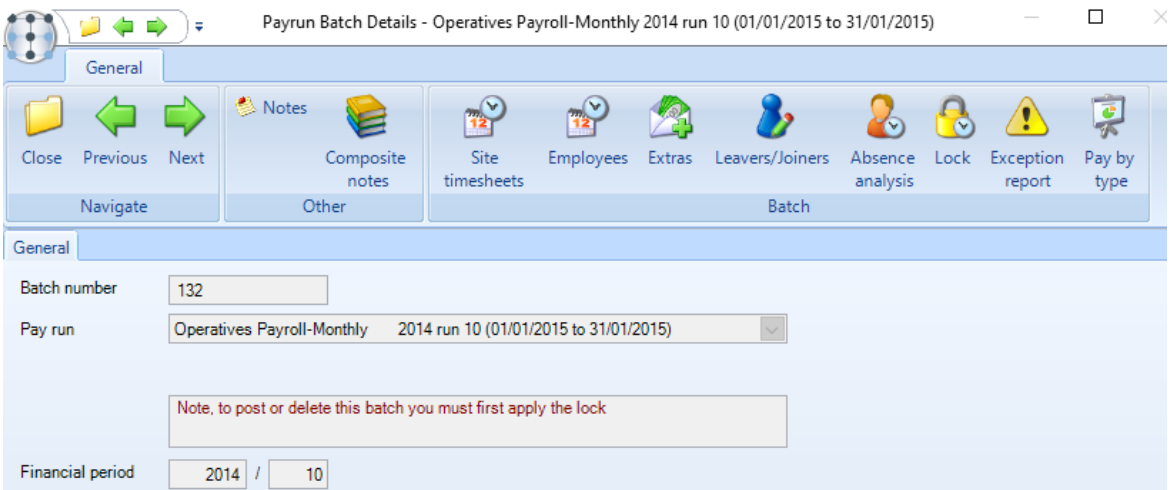 Payrun Batch Details - Operatives Payroll-Monthly 2014 run 10 (01/01/2015 to 31/01/2015)
General
Close
Previous
Next
Notes
Composite
notes
Site
timesheets
Employees
Extras
Leavers/Joiners
Absence
analysis
Lock
Exception
report
Pay by
type
Navigate
Other
Batch
General
Batch number 132
Pay run Operatives Payroll-Monthly 2014 run 10 (01/01/2015 to 31/01/2015)
Note, to post or delete this batch you must first apply the lock
Financial period 2014 / 10